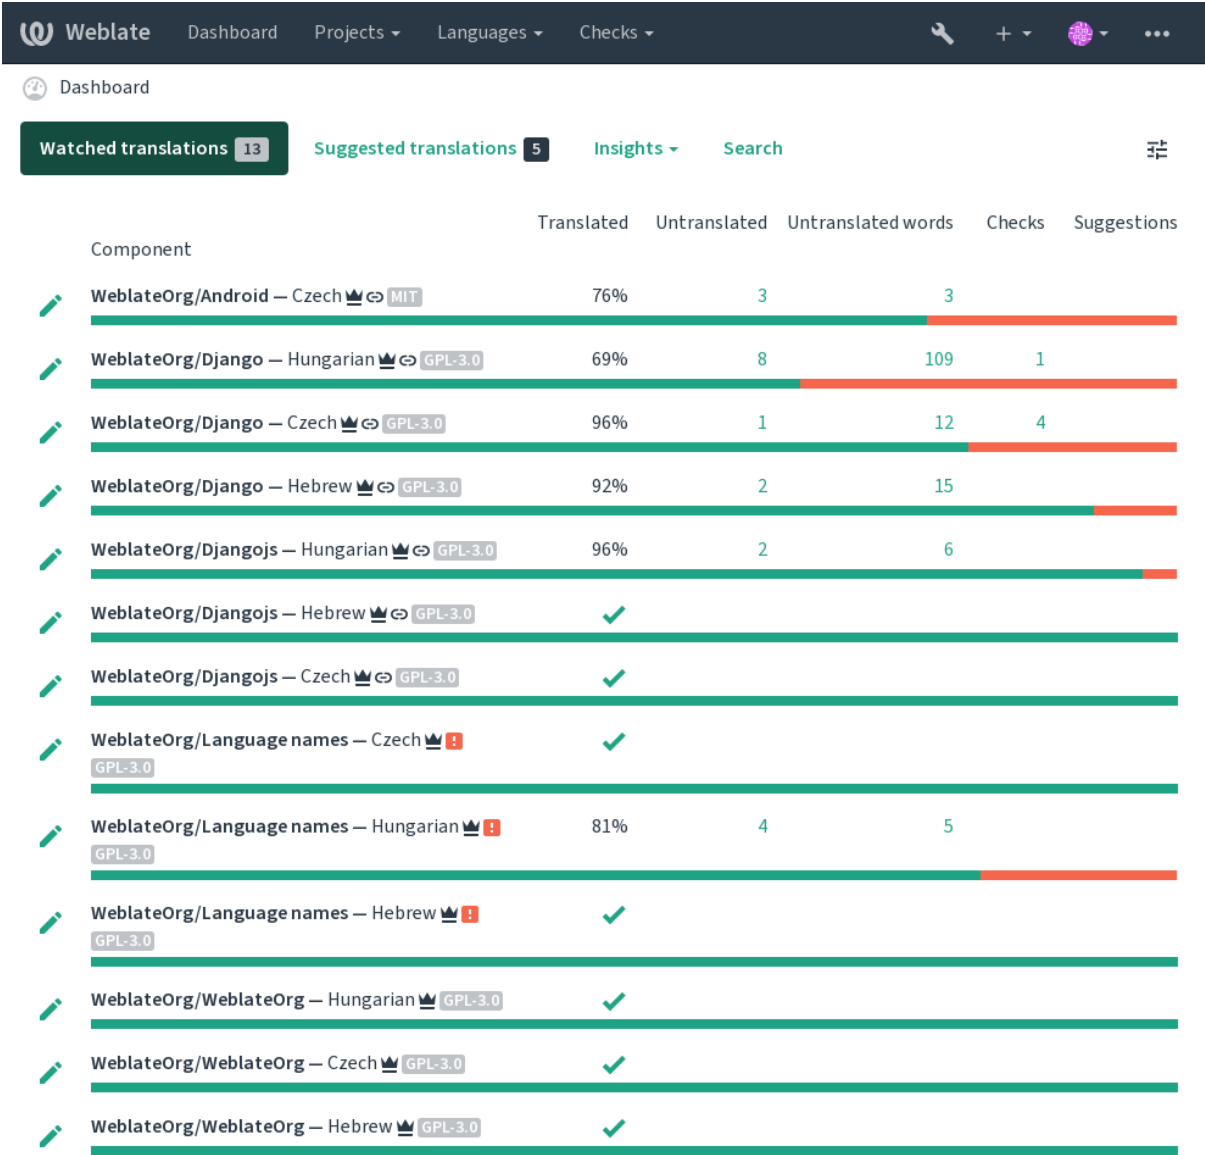 Weblate Dashboard Projects Languages Checks
Dashboard
Watched translations 13 Suggested translations 5 Insights Search
Translated Untranslated Untranslated words Checks Suggestions
Component
WeblateOrg/Android — Czech MIT 76% 3 3
WeblateOrg/Django — Hungarian GPL-3.0 69% 8 109 1
WeblateOrg/Django — Czech GPL-3.0 96% 1 12 4
WeblateOrg/Django — Hebrew GPL-3.0 92% 2 15
WeblateOrg/Djangojs — Hungarian GPL-3.0 96% 2 6
WeblateOrg/Djangojs — Hebrew GPL-3.0
WeblateOrg/Djangojs — Czech GPL-3.0
WeblateOrg/Language names — Czech
GPL-3.0
WeblateOrg/Language names — Hungarian 81% 4 5
GPL-3.0
WeblateOrg/Language names — Hebrew
GPL-3.0
WeblateOrg/WeblateOrg — Hungarian GPL-3.0
WeblateOrg/WeblateOrg — Czech GPL-3.0
WeblateOrg/WeblateOrg — Hebrew GPL-3.0